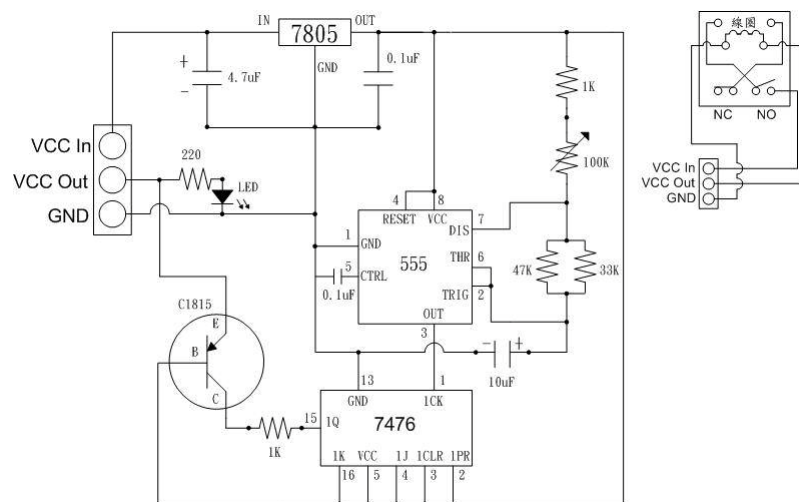 IN
7805
OUT
GND
+
-
4.7uF
0.1uF
1K
100K
VCC In
VCC Out
GND
220
LED
4
8
RESET
VCC
7
DIS
1
GND
555
THR
6
5
CTRL
TRIG
2
0.1uF
OUT
3
47K
33K
C1815
E
B
C
-
+
10uF
13
1
GND
1CK
15
1Q
7476
1K
1K
VCC
1J
1CLR
1PR
16
5
4
3
2
線圈
NC
NO
VCC In
VCC Out
GND